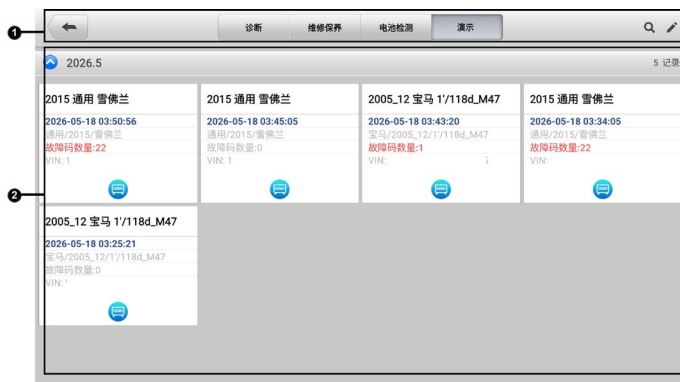 诊断 维修保养 电池检测 演示
1
2026.5 5 记录
2015 通用 雪佛兰
2026-05-18 03:50:56
通用/2015/雪佛兰
故障码数量:22
VIN: 1
2015 通用 雪佛兰
2026-05-18 03:45:05
通用/2015/雪佛兰
故障码数量:0
VIN: 1
2005_12 宝马 1'/118d_M47
2026-05-18 03:43:20
宝马/2005_12/1'/118d_M47
故障码数量:1
VIN:
2015 通用 雪佛兰
2026-05-18 03:34:05
通用/2015/雪佛兰
故障码数量:22
VIN:
2
2005_12 宝马 1'/118d_M47
2026-05-18 03:25:21
宝马/2005_12/1'/118d_M47
故障码数量:0
VIN: '